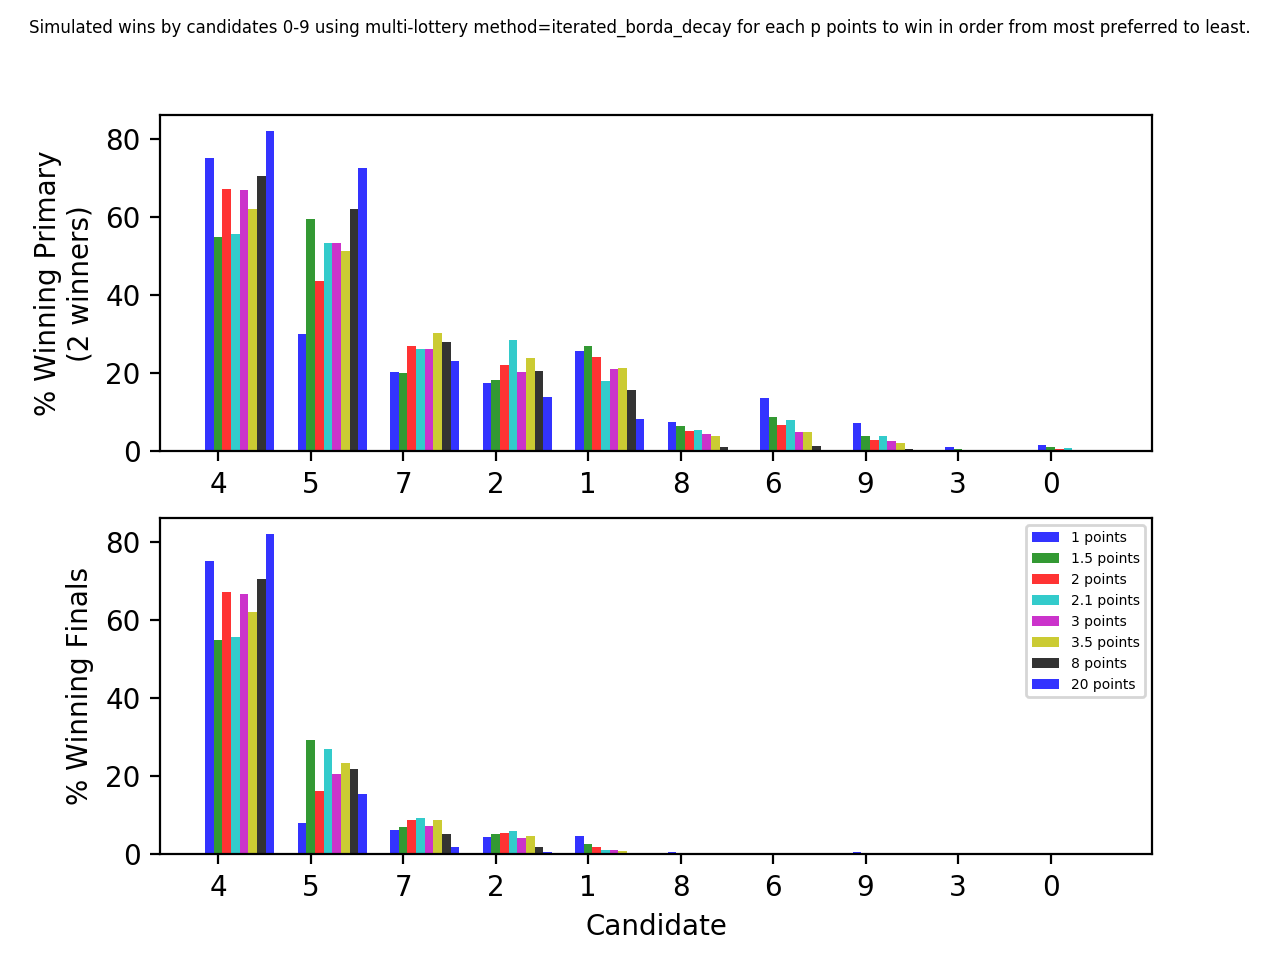 Simulated wins by candidates 0-9 using multi-lottery method=iterated_borda_decay for each p points to win in order from most preferred to least.
% Winning Primary
(2 winners)
80
60
40
20
0
4 5 7 2 1 8 6 9 3 0
% Winning Finals
80
60
40
20
0
1 points
1.5 points
2 points
2.1 points
3 points
3.5 points
8 points
20 points
4 5 7 2 1 8 6 9 3 0
Candidate